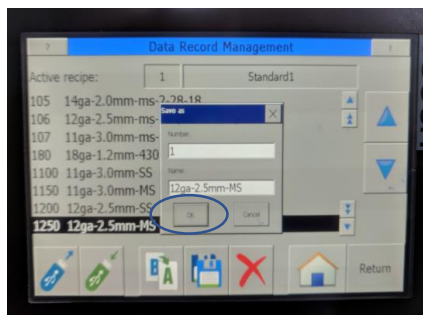 ? Data Record Management !
Active recipe: 1 Standard1
105 14ga-2.0mm-ms-2-28-18
106 12ga-2.5mm-ms-
107 11ga-3.0mm-ms-
180 18ga-1.2mm-430
1100 11ga-3.0mm-SS
1150 11ga-3.0mm-MS
1200 12ga-2.5mm-SS
1250 12ga-2.5mm-MS
Save as
Number:
1
Name:
12ga-2.5mm-MS
OK Cancel
B A
Return